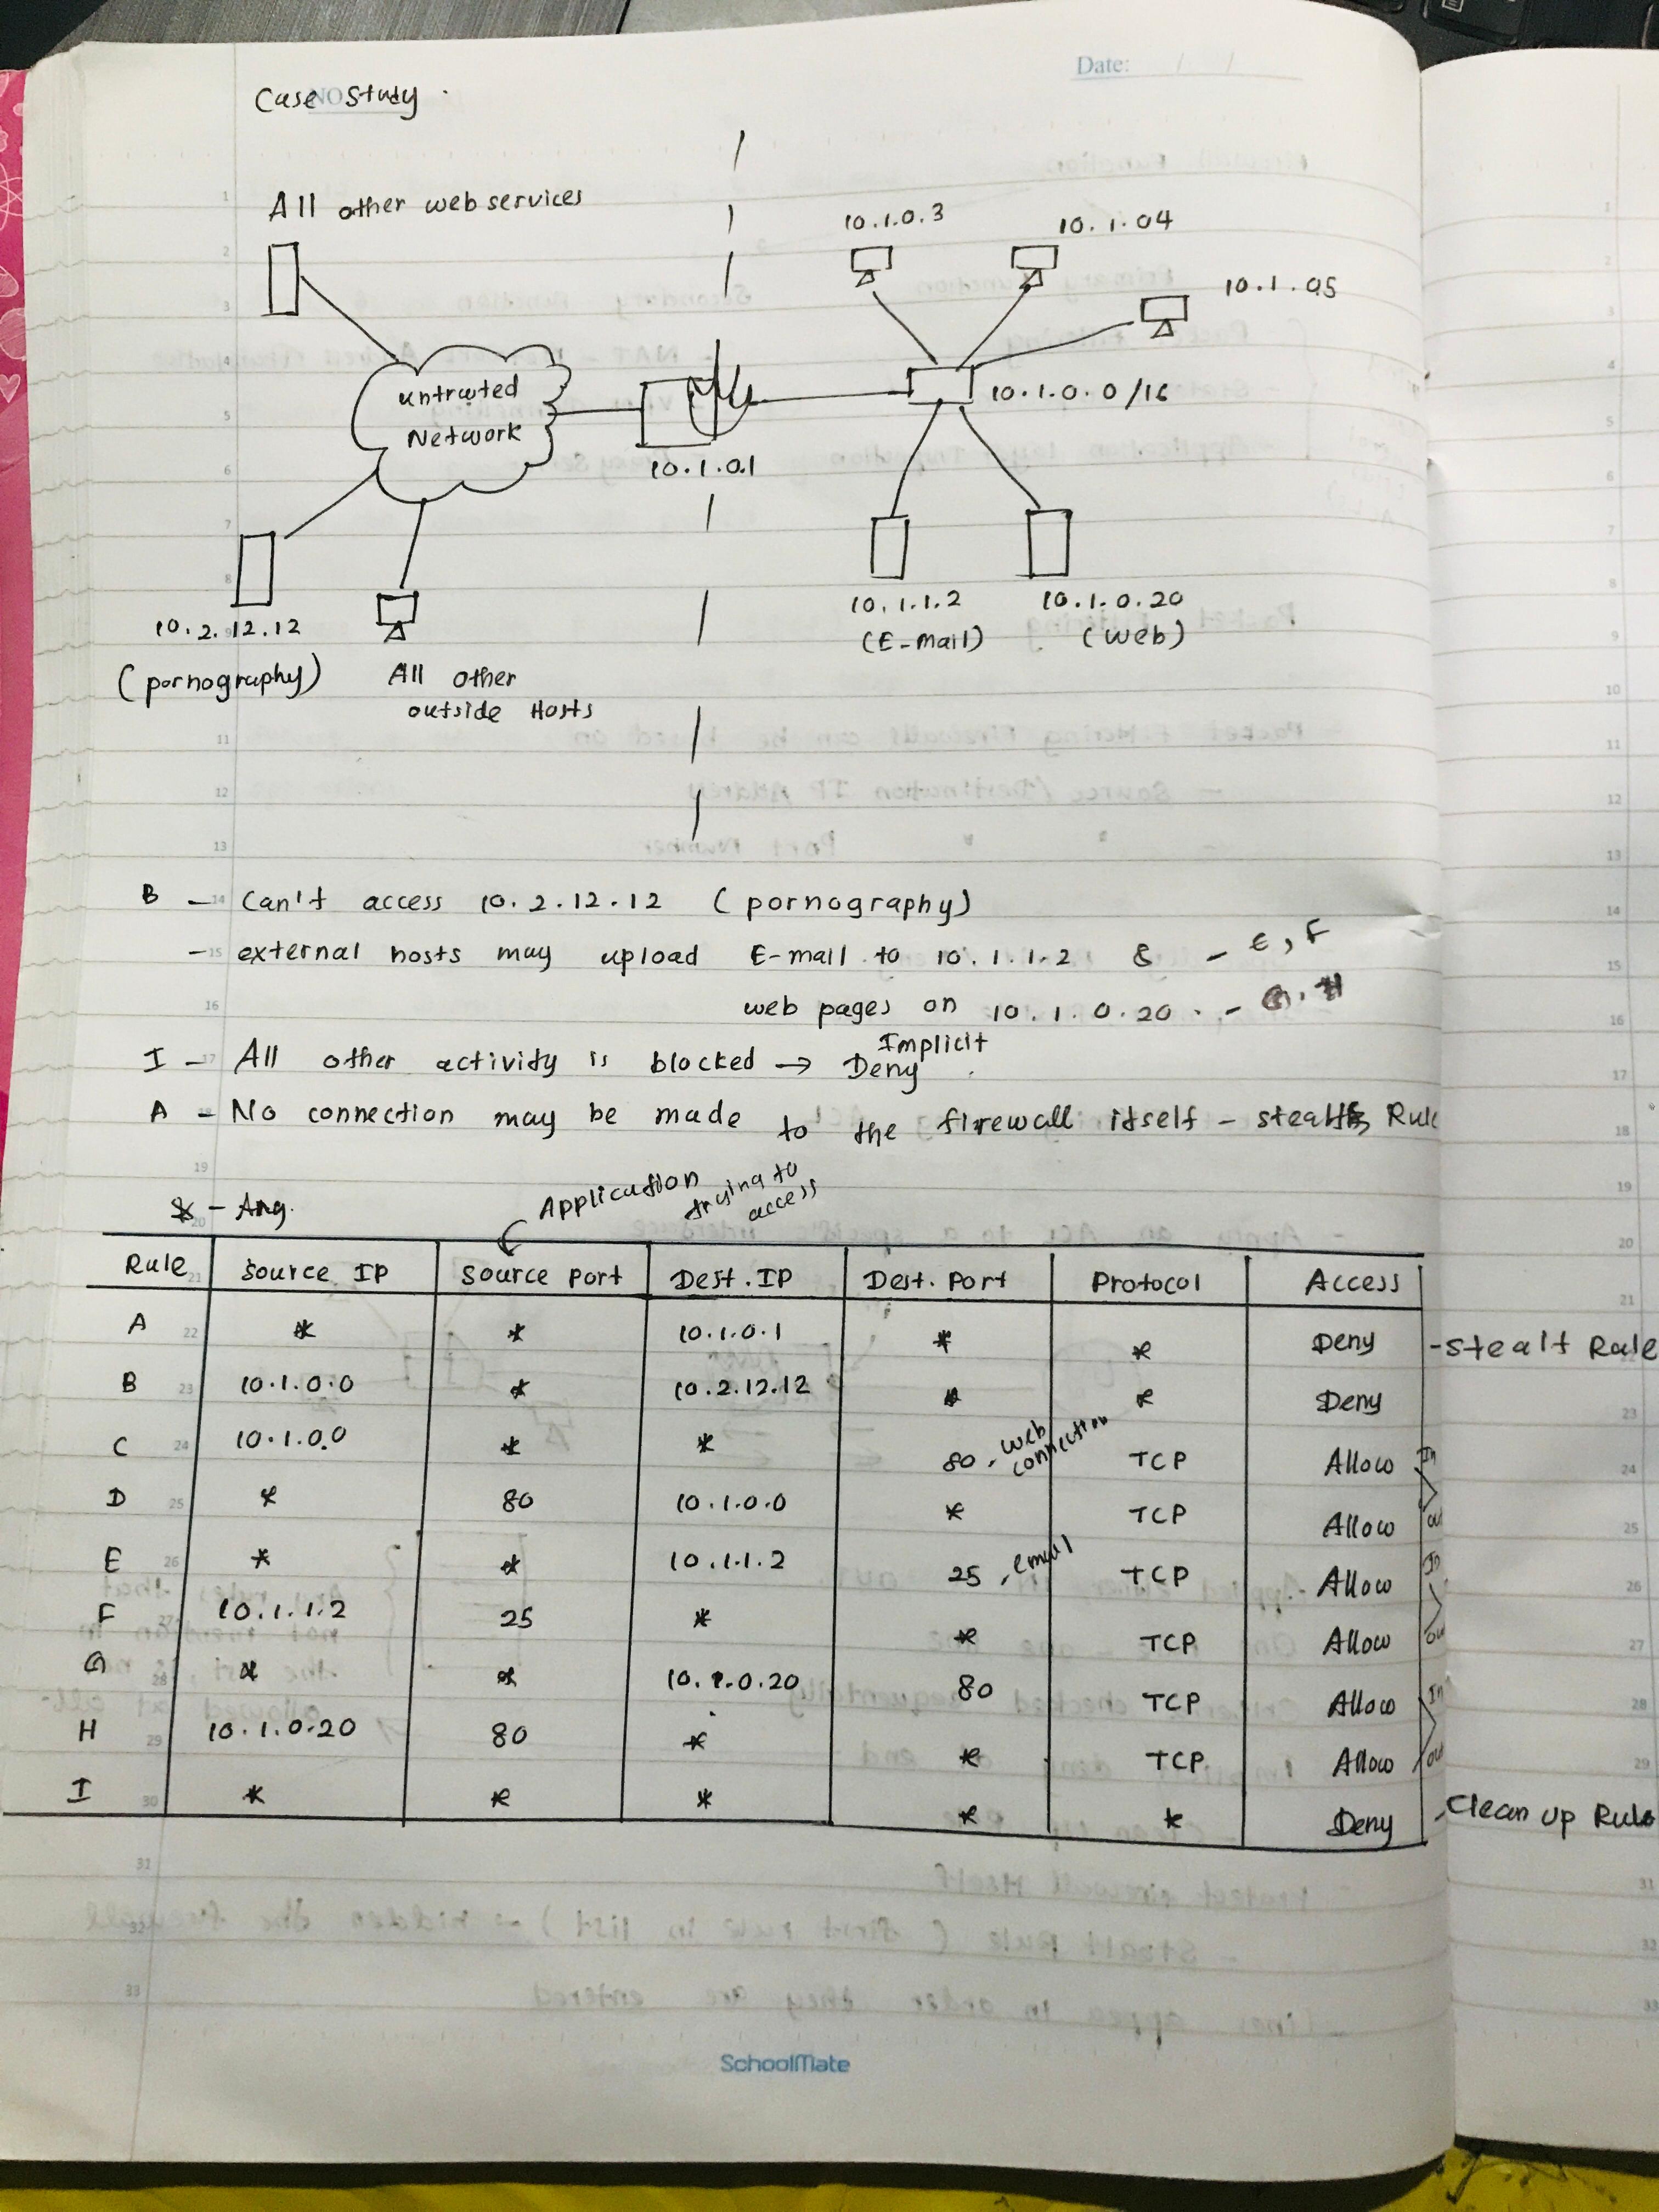 Date: / /
NO
Case Study
All other web services
10.1.0.3
10.1.04
10.1.05
untrusted
Network
10.1.0.1
10.1.0.0/16
10.2.12.12
(pornography)
All other
outside Hosts
10.1.1.2
(E-mail)
10.1.0.20
(web)
B - Can't access 10.2.12.12 (pornography)
- external hosts may upload E-mail to 10.1.1.2 & - E, F
web pages on 10.1.0.20. - G, H
Implicit
I - All other activity is blocked → Deny.
A - No connection may be made to the firewall itself - stealth Rule
* - Any.
Application trying to access
Rule Source IP Source Port Dest. IP Dest. Port Protocol Access
A * * 10.1.0.1 * * Deny - stealt Rule
B 10.1.0.0 * 10.2.12.12 * * Deny
C 10.1.0.0 * * 80, web connection TCP Allow In
D * 80 10.1.0.0 * TCP Allow out
E * * 10.1.1.2 25, email TCP Allow In
F 10.1.1.2 25 * * TCP Allow out
G * * 10.1.0.20 80 TCP Allow In
H 10.1.0.20 80 * * TCP Allow out
I * * * * * Deny - Clean up Rule
SchoolMate